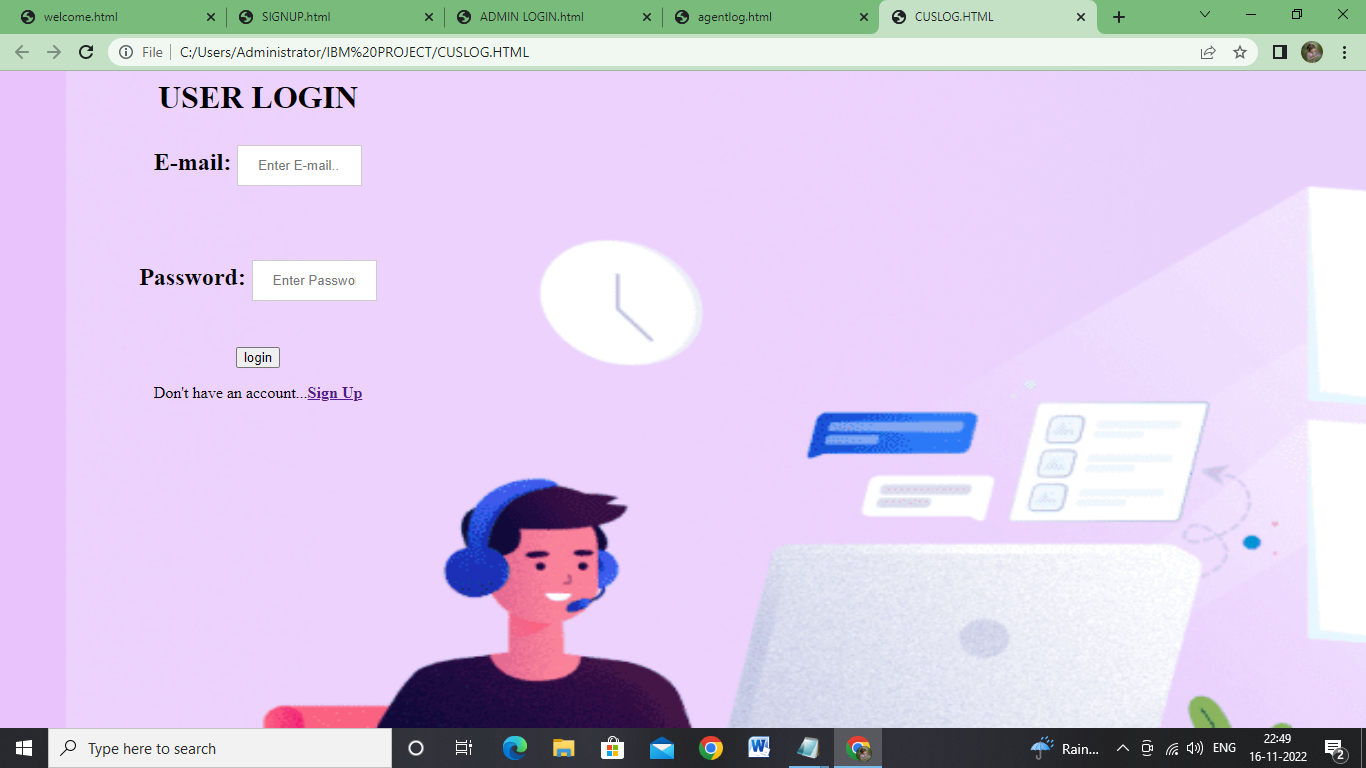 welcome.html
SIGNUP.html
ADMIN LOGIN.html
agentlog.html
CUSLOG.HTML
File
C:/Users/Administrator/IBM%20PROJECT/CUSLOG.HTML
USER LOGIN
E-mail: Enter E-mail..
Password: Enter Passwo
login
Don't have an account...Sign Up
Type here to search
Rain...
ENG
22:49
16-11-2022
2